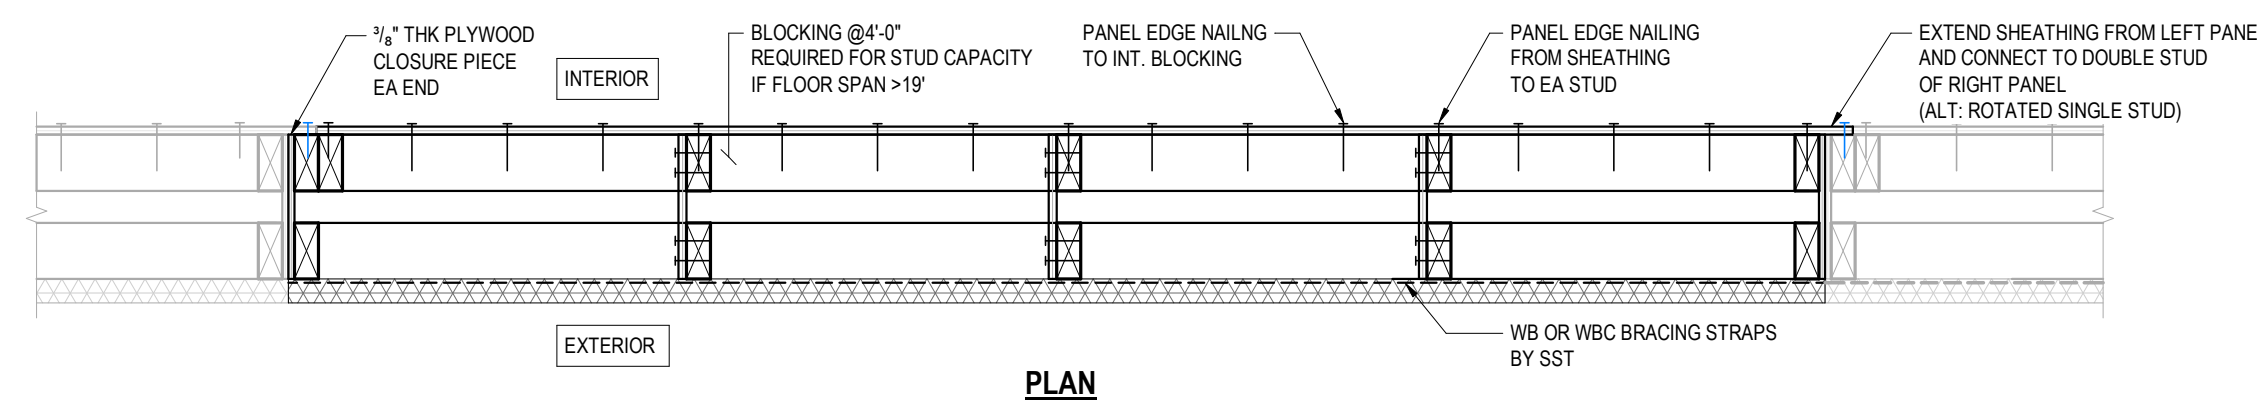 ³/₈" THK PLYWOOD
CLOSURE PIECE
EA END
INTERIOR
BLOCKING @4'-0"
REQUIRED FOR STUD CAPACITY
IF FLOOR SPAN >19'
PANEL EDGE NAILNG
TO INT. BLOCKING
PANEL EDGE NAILING
FROM SHEATHING
TO EA STUD
EXTEND SHEATHING FROM LEFT PANE
AND CONNECT TO DOUBLE STUD
OF RIGHT PANEL
(ALT: ROTATED SINGLE STUD)
EXTERIOR
WB OR WBC BRACING STRAPS
BY SST
PLAN